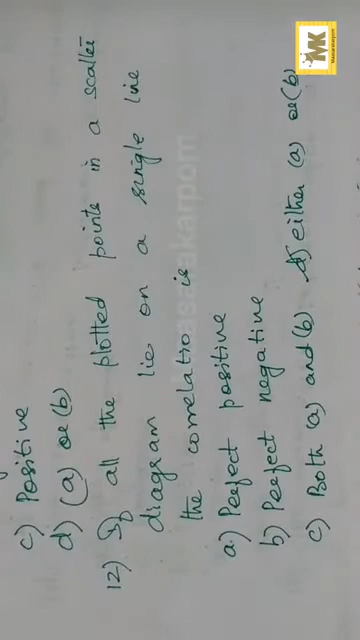 c) Positive
d) (a) or (b)
12) If all the plotted points in a scatter
diagram lie on a single line
the correlation is
a.) Perfect positive
b) Perfect negative
c) Both (a) and (b) d) either (a) or (b)
MK